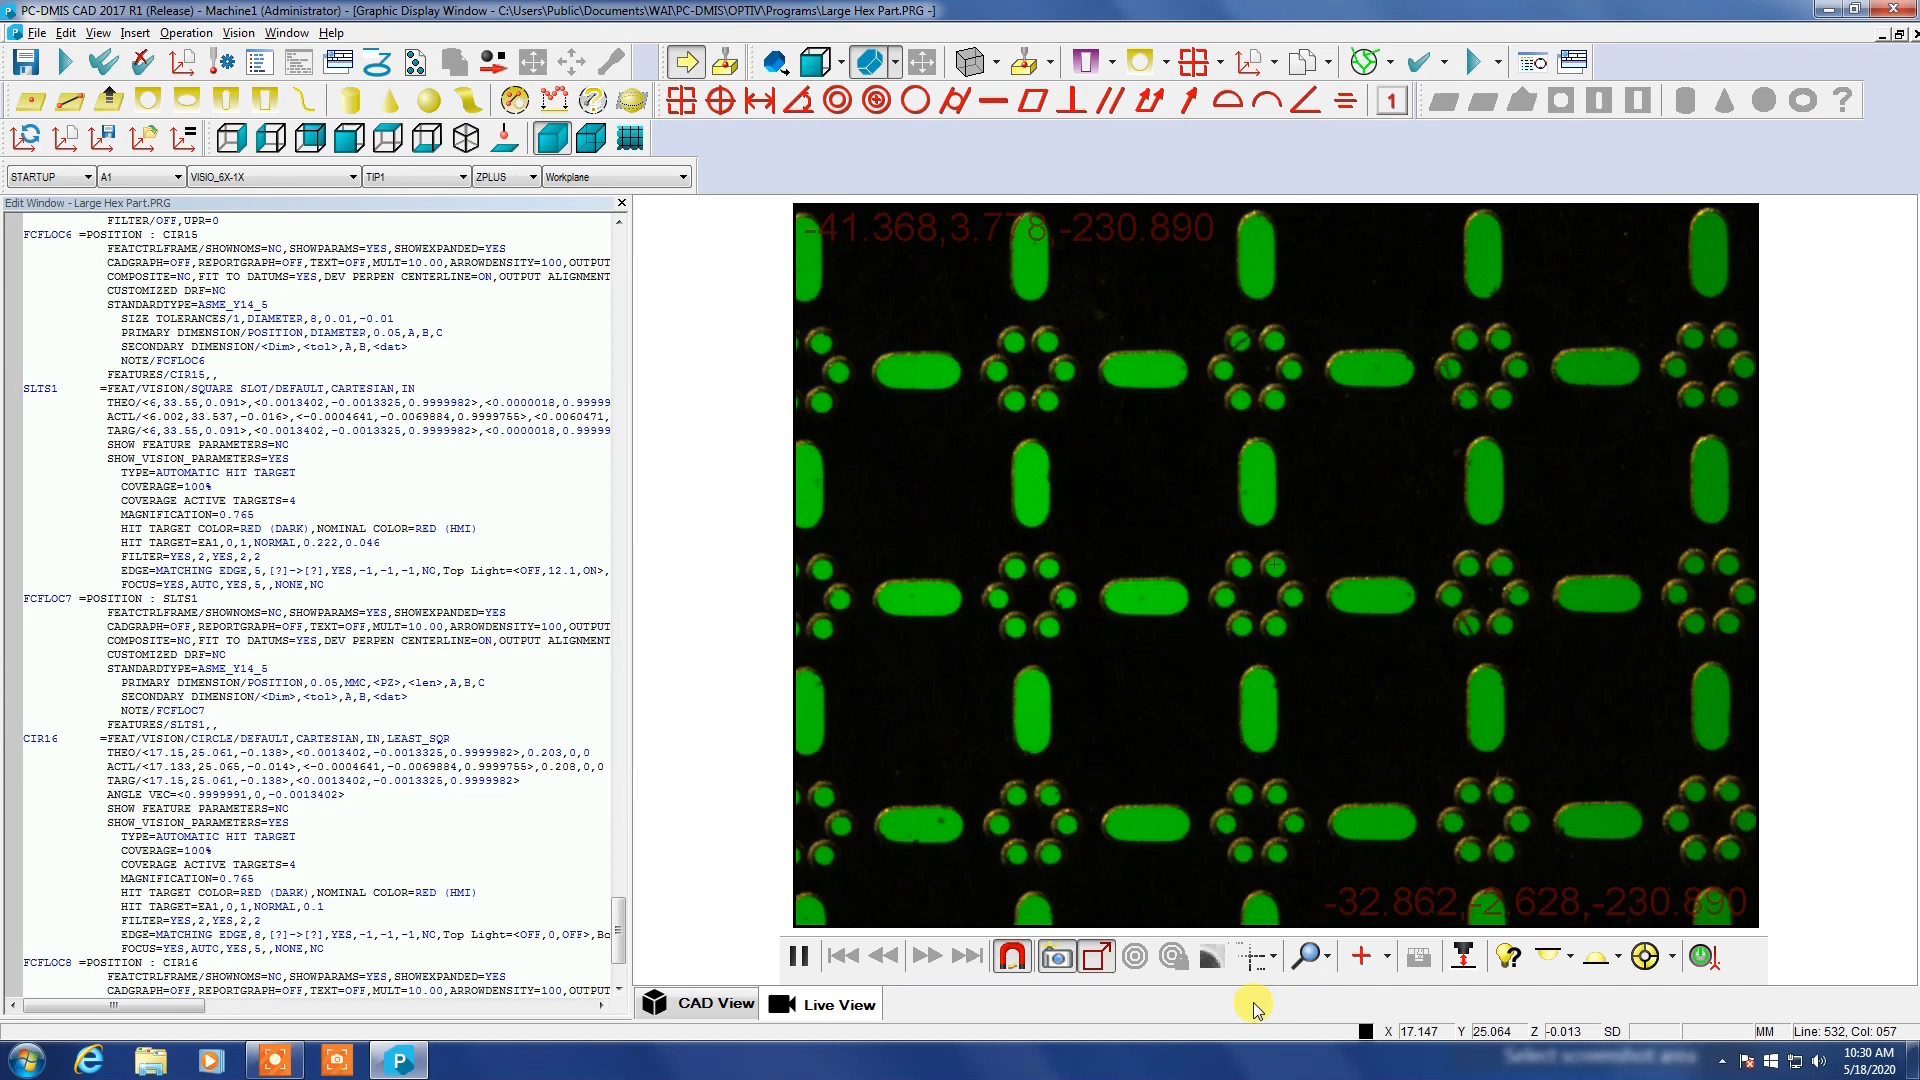 PC-DMIS CAD 2017 R1 (Release) - Machine1 (Administrator) - [Graphic Display Window - C:\Users\Public\Documents\WAI\PC-DMIS\OPTIV\Programs\Large Hex Part.PRG -]
File Edit View Insert Operation Vision Window Help
STARTUP A1 VISIO_6X-1X TIP1 ZPLUS Workplane
Edit Window - Large Hex Part.PRG
FILTER/OFF,UPR=0
FCFLOC6 =POSITION : CIR15
FEATCTRLFRAME/SHOWNOMS=NO,SHOWPARAMS=YES,SHOWEXPANDED=YES
CADGRAPH=OFF,REPORTGRAPH=OFF,TEXT=OFF,MULT=10.00,ARROWDENSITY=100,OUTPUT
COMPOSITE=NO,FIT TO DATUMS=YES,DEV PERPEN CENTERLINE=ON,OUTPUT ALIGNMENT
CUSTOMIZED DRF=NO
STANDARDTYPE=ASME_Y14_5
SIZE TOLERANCES/1,DIAMETER,8,0.01,-0.01
PRIMARY DIMENSION/POSITION,DIAMETER,0.05,A,B,C
SECONDARY DIMENSION/<Dim>,<tol>,A,B,<dat>
NOTE/FCFLOC6
FEATURES/CIR15,,
SLTS1 =FEAT/VISION/SQUARE SLOT/DEFAULT,CARTESIAN,IN
THEO/<6,33.55,0.091>,<0.0013402,-0.0013325,0.9999982>,<0.0000018,0.9999
ACTL/<6.002,33.537,-0.016>,<-0.0004641,-0.0069884,0.9999755>,<0.0060471,
TARG/<6,33.55,0.091>,<0.0013402,-0.0013325,0.9999982>,<0.0000018,0.9999
SHOW FEATURE PARAMETERS=NO
SHOW_VISION_PARAMETERS=YES
TYPE=AUTOMATIC HIT TARGET
COVERAGE=100%
COVERAGE ACTIVE TARGETS=4
MAGNIFICATION=0.765
HIT TARGET COLOR=RED (DARK),NOMINAL COLOR=RED (HMI)
HIT TARGET=EA1,0,1,NORMAL,0.222,0.046
FILTER=YES,2,YES,2,2
EDGE=MATCHING EDGE,5,[?]->[?],YES,-1,-1,-1,NO,Top Light=<OFF,12.1,ON>,
FOCUS=YES,AUTO,YES,5,,NONE,NO
FCFLOC7 =POSITION : SLTS1
FEATCTRLFRAME/SHOWNOMS=NO,SHOWPARAMS=YES,SHOWEXPANDED=YES
CADGRAPH=OFF,REPORTGRAPH=OFF,TEXT=OFF,MULT=10.00,ARROWDENSITY=100,OUTPUT
COMPOSITE=NO,FIT TO DATUMS=YES,DEV PERPEN CENTERLINE=ON,OUTPUT ALIGNMENT
CUSTOMIZED DRF=NO
STANDARDTYPE=ASME_Y14_5
PRIMARY DIMENSION/POSITION,0.05,MMC,<PZ>,<len>,A,B,C
SECONDARY DIMENSION/<Dim>,<tol>,A,B,<dat>
NOTE/FCFLOC7
FEATURES/SLTS1,,
CIR16 =FEAT/VISION/CIRCLE/DEFAULT,CARTESIAN,IN,LEAST_SQR
THEO/<17.15,25.061,-0.138>,<0.0013402,-0.0013325,0.9999982>,0.203,0,0
ACTL/<17.133,25.065,-0.014>,<-0.0004641,-0.0069884,0.9999755>,0.208,0,0
TARG/<17.15,25.061,-0.138>,<0.0013402,-0.0013325,0.9999982>
ANGLE VEC=<0.9999991,0,-0.0013402>
SHOW FEATURE PARAMETERS=NO
SHOW_VISION_PARAMETERS=YES
TYPE=AUTOMATIC HIT TARGET
COVERAGE=100%
COVERAGE ACTIVE TARGETS=4
MAGNIFICATION=0.765
HIT TARGET COLOR=RED (DARK),NOMINAL COLOR=RED (HMI)
HIT TARGET=EA1,0,1,NORMAL,0.1
FILTER=YES,2,YES,2,2
EDGE=MATCHING EDGE,8,[?]->[?],YES,-1,-1,-1,NO,Top Light=<OFF,0,OFF>,Bo
FOCUS=YES,AUTO,YES,5,,NONE,NO
FCFLOC8 =POSITION : CIR16
FEATCTRLFRAME/SHOWNOMS=NO,SHOWPARAMS=YES,SHOWEXPANDED=YES
CADGRAPH=OFF,REPORTGRAPH=OFF,TEXT=OFF,MULT=10.00,ARROWDENSITY=100,OUTPUT
-41.368,3.778,-230.890
-32.862,-2.628,-230.890
CAD View Live View
X 17.147 Y 25.064 Z -0.013 SD MM Line: 532, Col: 057
Select screenshot area
10:30 AM
5/18/2020